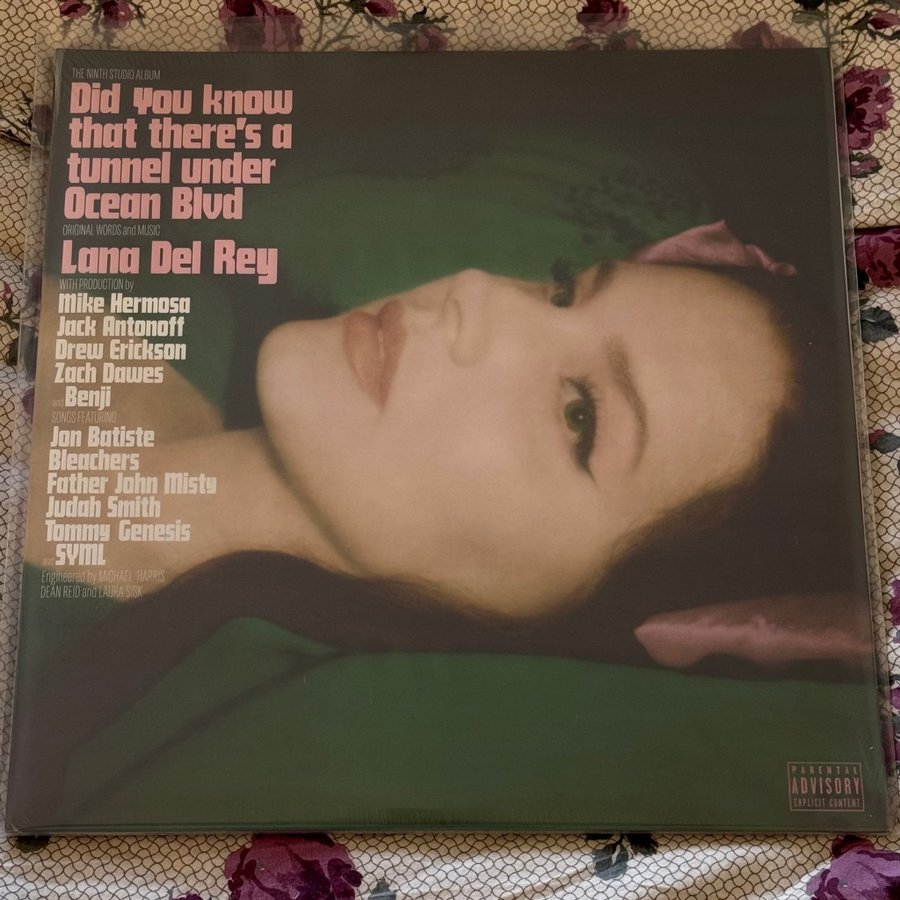 THE NINTH STUDIO ALBUM
Did you know
that there's a
tunnel under
Ocean Blvd
ORIGINAL WORDS and MUSIC
Lana Del Rey
WITH PRODUCTION by
Mike Hermosa
Jack Antonoff
Drew Erickson
Zach Dawes
and Benji
SONGS FEATURING
Jon Batiste
Bleachers
Father John Misty
Judah Smith
Tommy Genesis
and SYML
Engineered by MICHAEL HARRIS
DEAN REID and LAURA SISK
PARENTAL
ADVISORY
EXPLICIT CONTENT